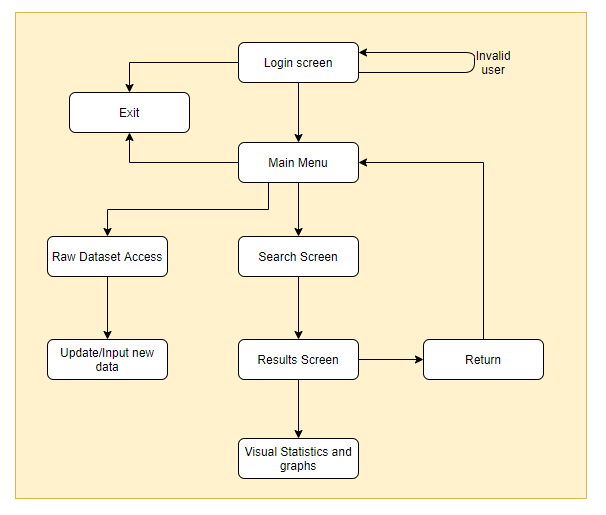 Login screen
Invalid
user
Exit
Main Menu
Raw Dataset Access
Search Screen
Update/Input new
data
Results Screen
Return
Visual Statistics and
graphs